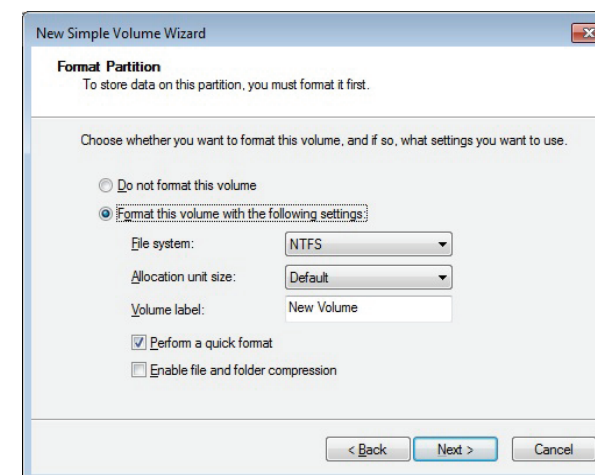 New Simple Volume Wizard
Format Partition
To store data on this partition, you must format it first.
Choose whether you want to format this volume, and if so, what settings you want to use.
Do not format this volume
Format this volume with the following settings:
File system: NTFS
Allocation unit size: Default
Volume label: New Volume
Perform a quick format
Enable file and folder compression
< Back Next > Cancel